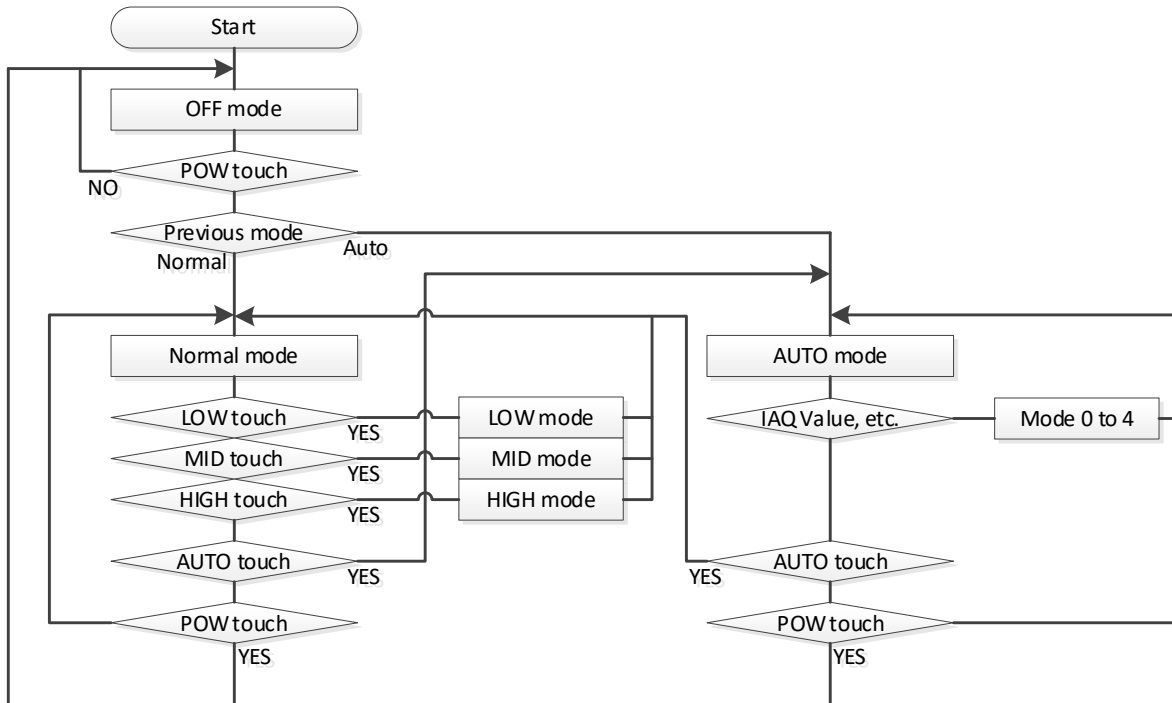 Start
OFF mode
POW touch
NO
Previous mode
Auto
Normal
Normal mode
AUTO mode
LOW touch
YES
LOW mode
IAQ Value, etc.
Mode 0 to 4
MID touch
YES
MID mode
HIGH touch
YES
HIGH mode
AUTO touch
YES
YES
AUTO touch
POW touch
YES
POW touch
YES